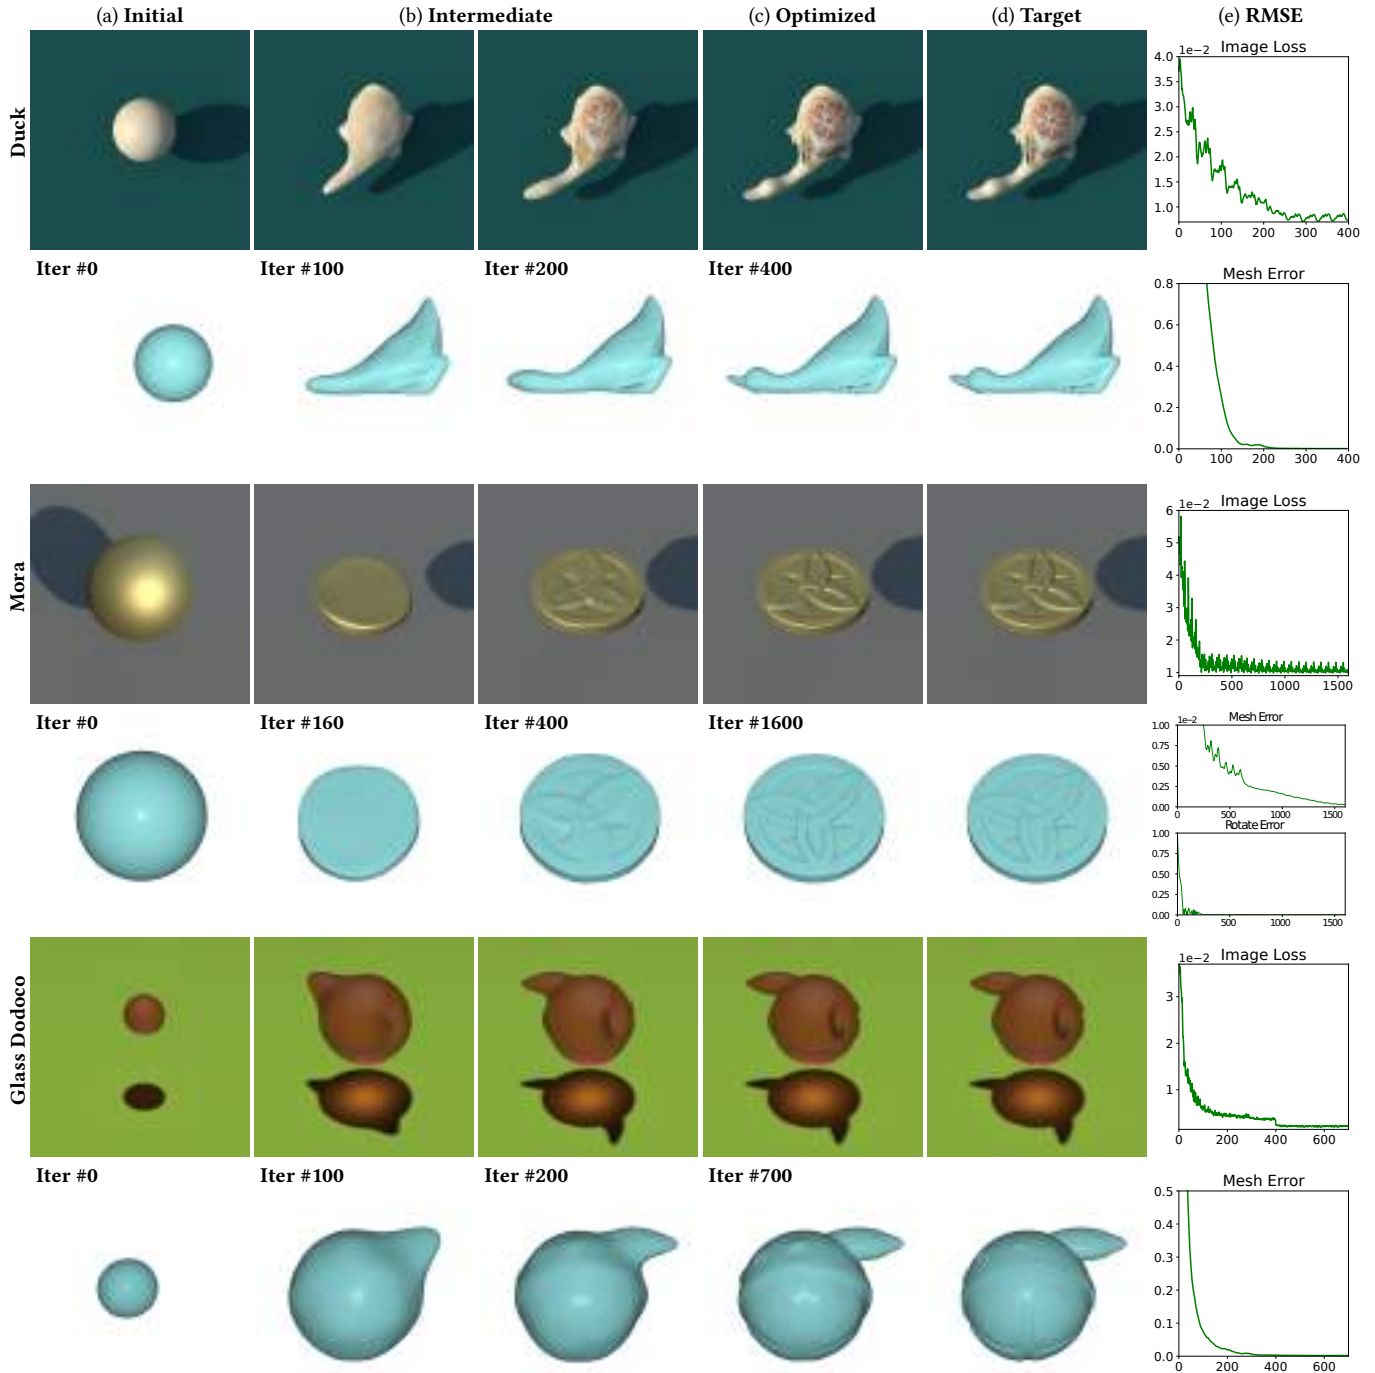 (a) Initial (b) Intermediate (c) Optimized (d) Target (e) RMSE
Duck
1e−2 Image Loss
4.0
3.0
2.5
2.0
1.5
1.0
0 100 200 300 400
Iter #0 Iter #100 Iter #200 Iter #400
Mesh Error
0.8
0.6
0.4
0.2
0.0
0 100 200 300 400
Mora
1e−2 Image Loss
6
5
4
3
2
1
0 500 1000 1500
Iter #0 Iter #160 Iter #400 Iter #1600
1e−2 Mesh Error
1.00
0.75
0.50
0.25
0.00
0 500 1000 1500
Rotate Error
1.00
0.75
0.50
0.25
0.00
0 500 1000 1500
Glass Dodoco
1e−2 Image Loss
3
2
1
0 200 400 600
Iter #0 Iter #100 Iter #200 Iter #700
Mesh Error
0.5
0.4
0.3
0.2
0.1
0.0
0 200 400 600